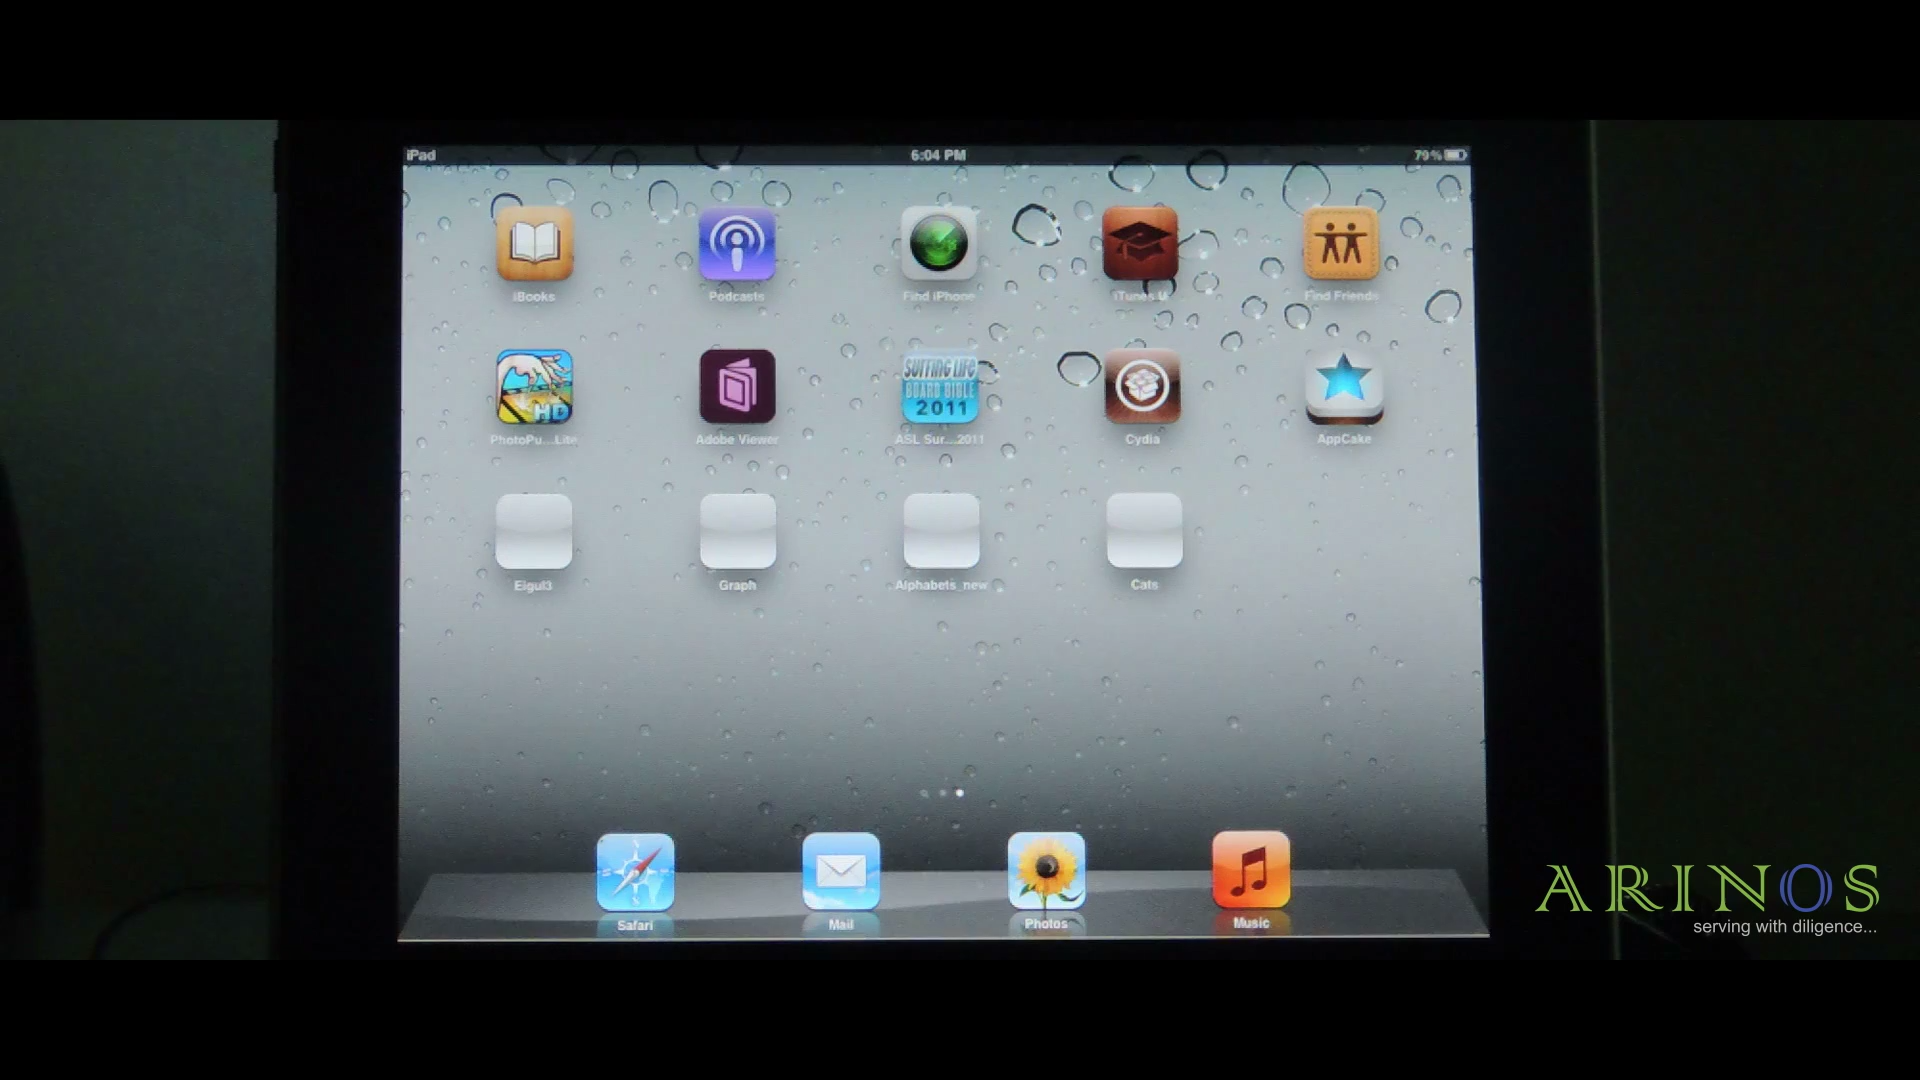 iPad 6:04 PM 79%
iBooks Podcasts Find iPhone iTunes U Find Friends
SURFING LIFE
BOARD BIBLE
HD 2011
PhotoPu...Lite Adobe Viewer ASL Sur...2011 Cydia AppCake
Eigul3 Graph Alphabets_new Cats
Safari Mail Photos Music
ARINOS
serving with diligence...